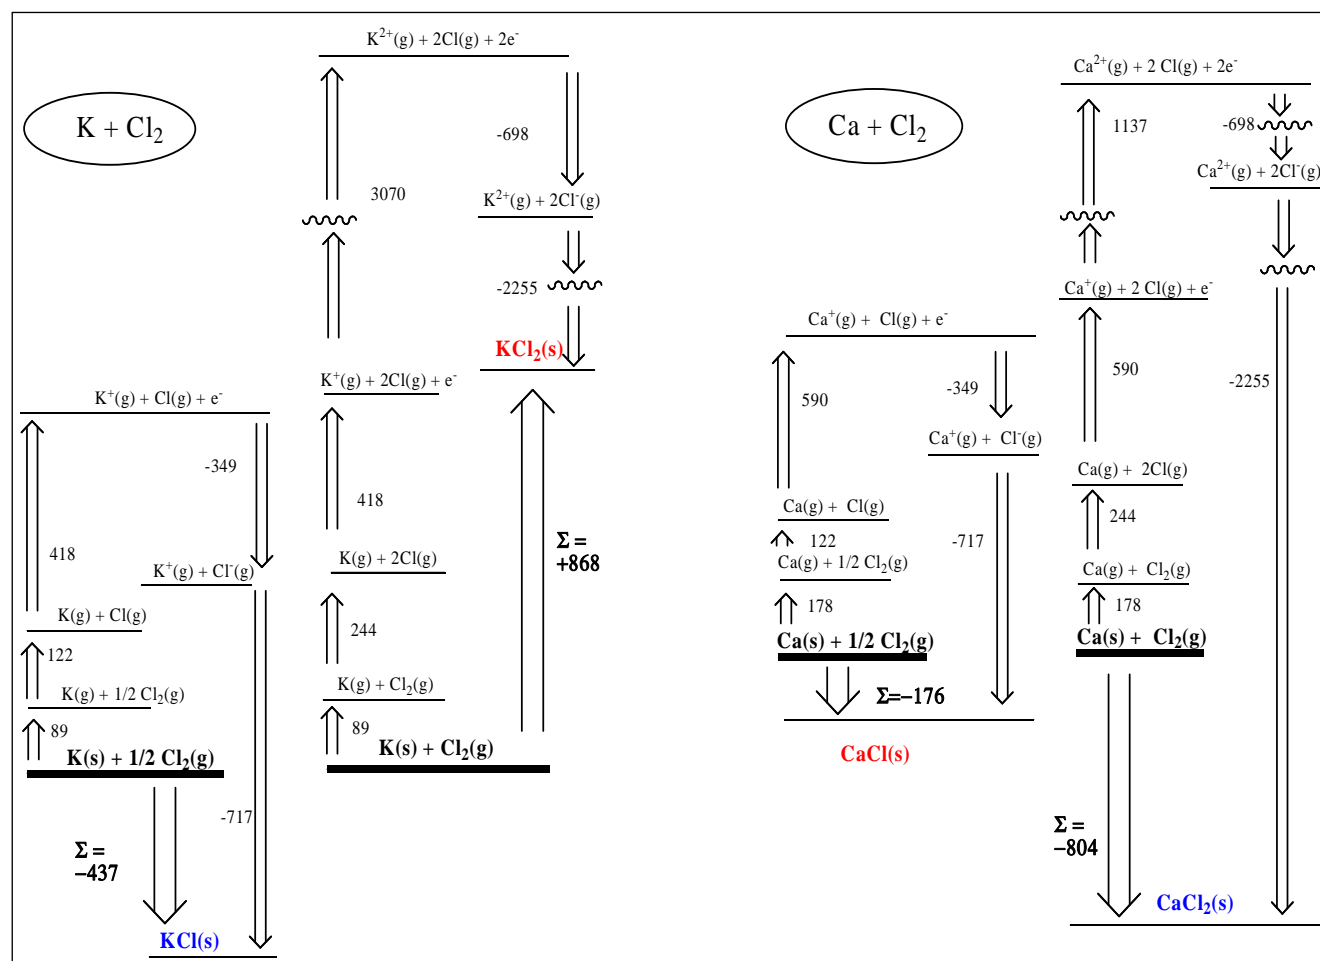 K + Cl₂
K⁺(g) + Cl(g) + e⁻
-349
418
K⁺(g) + Cl⁻(g)
K(g) + Cl(g)
122
K(g) + 1/2 Cl₂(g)
89
K(s) + 1/2 Cl₂(g)
-717
Σ =
−437
KCl(s)
K²⁺(g) + 2Cl(g) + 2e⁻
-698
3070
K²⁺(g) + 2Cl⁻(g)
-2255
KCl₂(s)
K⁺(g) + 2Cl(g) + e⁻
418
Σ =
+868
K(g) + 2Cl(g)
244
K(g) + Cl₂(g)
89
K(s) + Cl₂(g)
Ca + Cl₂
Ca⁺(g) + Cl(g) + e⁻
590
-349
Ca⁺(g) + Cl⁻(g)
Ca(g) + Cl(g)
122
-717
Ca(g) + 1/2 Cl₂(g)
178
Ca(s) + 1/2 Cl₂(g)
Σ=−176
CaCl(s)
Ca²⁺(g) + 2 Cl(g) + 2e⁻
1137
-698
Ca²⁺(g) + 2Cl⁻(g)
Ca⁺(g) + 2 Cl(g) + e⁻
590
-2255
Ca(g) + 2Cl(g)
244
Ca(g) + Cl₂(g)
178
Ca(s) + Cl₂(g)
Σ =
−804
CaCl₂(s)